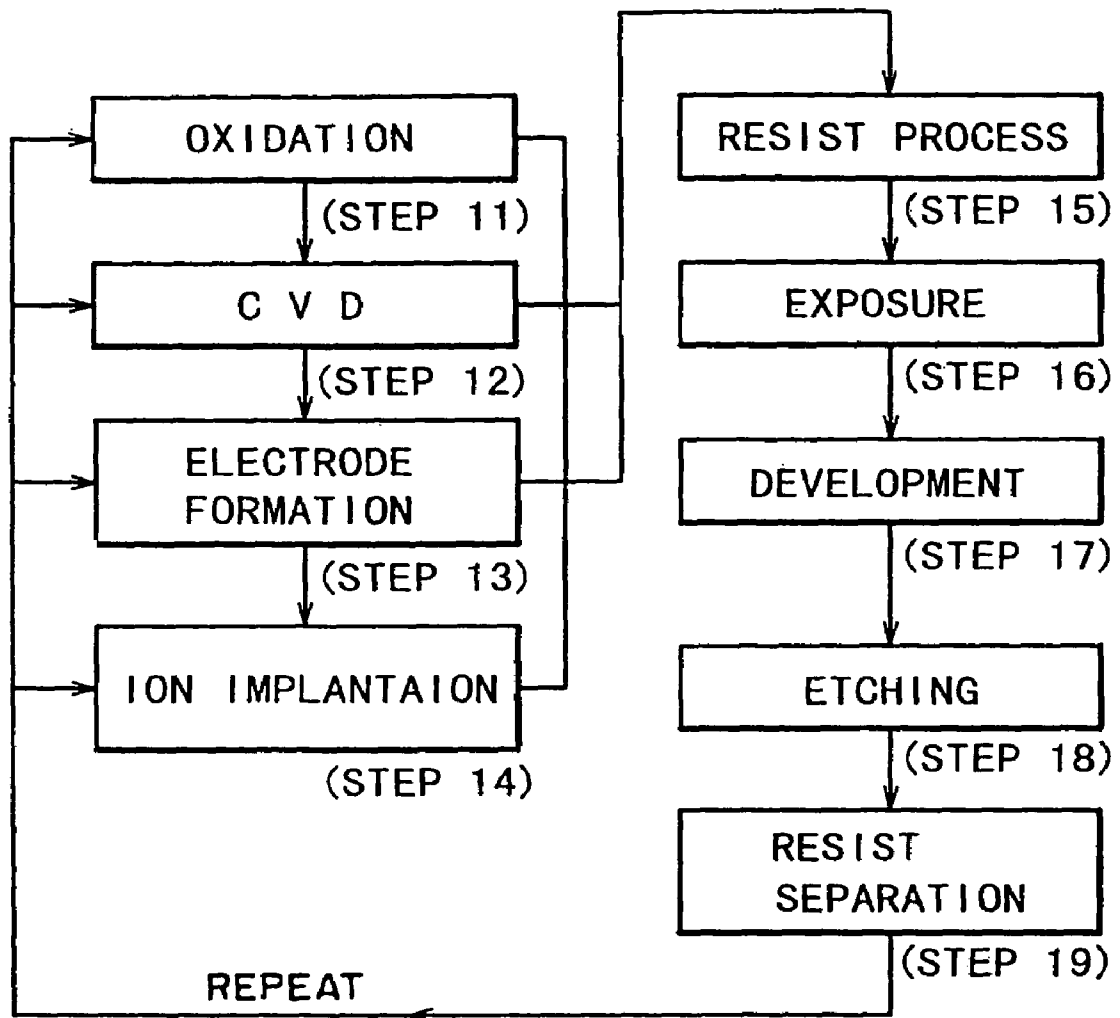 OXIDATION
(STEP 11)
C V D
(STEP 12)
ELECTRODE
FORMATION
(STEP 13)
ION IMPLANTAION
(STEP 14)
RESIST PROCESS
(STEP 15)
EXPOSURE
(STEP 16)
DEVELOPMENT
(STEP 17)
ETCHING
(STEP 18)
RESIST
SEPARATION
(STEP 19)
REPEAT